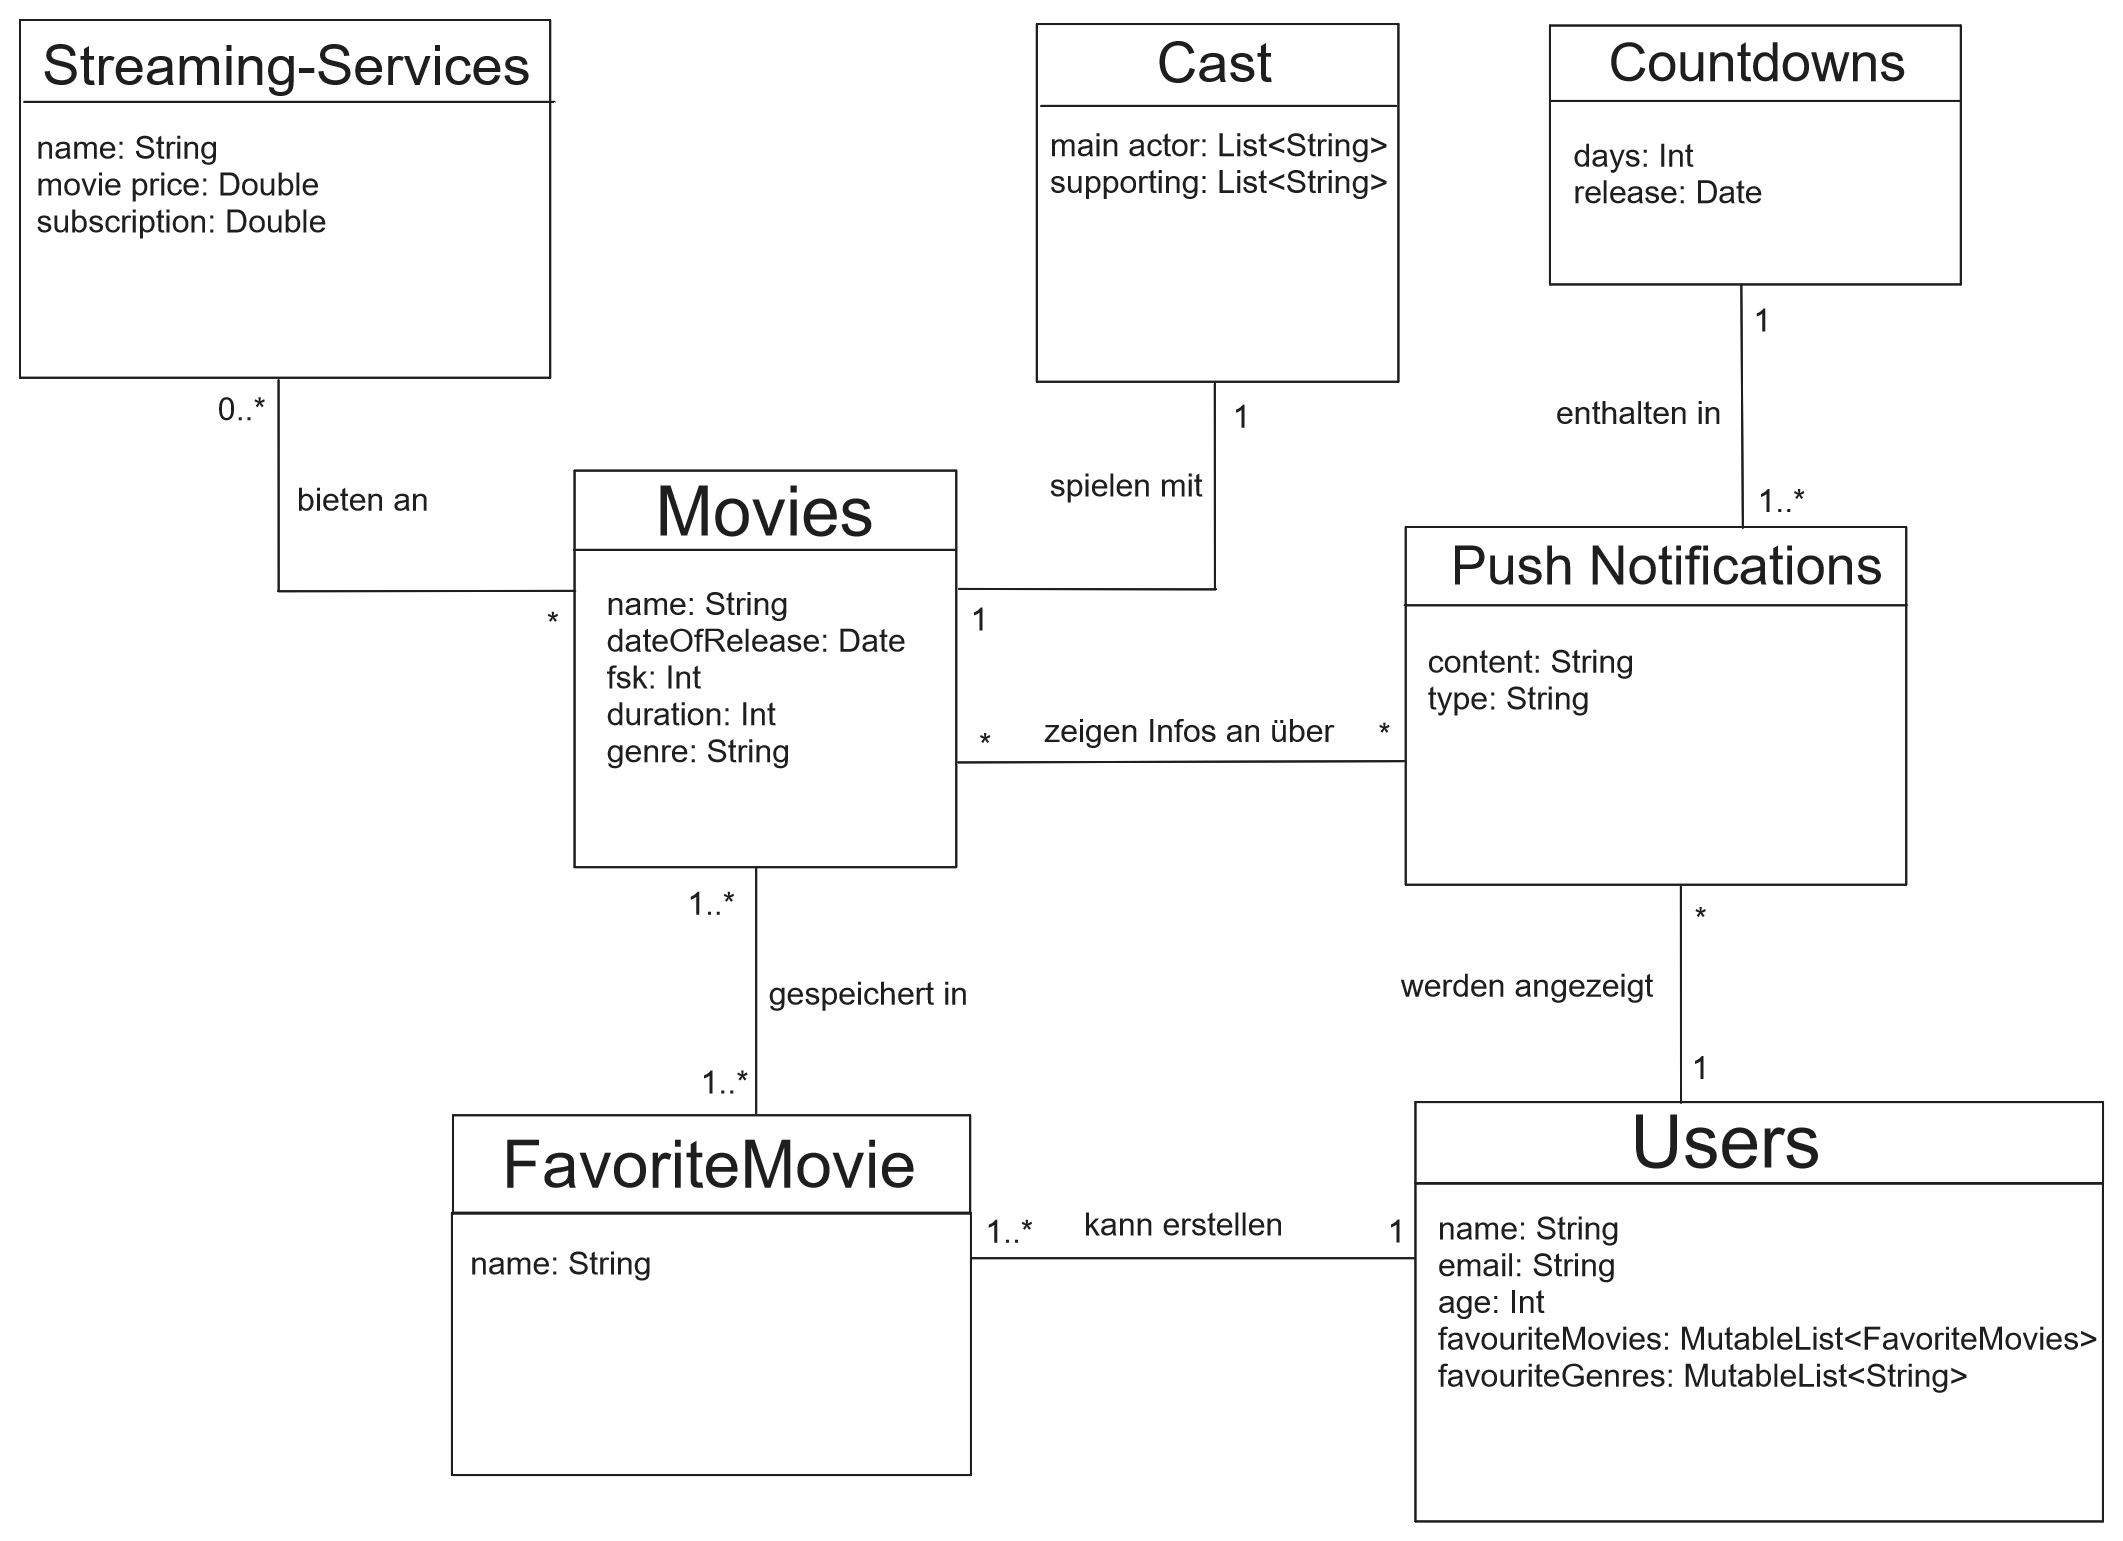 Streaming-Services
name: String
movie price: Double
subscription: Double
Cast
main actor: List<String>
supporting: List<String>
Countdowns
days: Int
release: Date
0..*
bieten an
*
1
spielen mit
1
1
enthalten in
1..*
Movies
name: String
dateOfRelease: Date
fsk: Int
duration: Int
genre: String
Push Notifications
content: String
type: String
* zeigen Infos an über *
1..*
gespeichert in
1..*
*
werden angezeigt
1
FavoriteMovie
name: String
1..* kann erstellen 1
Users
name: String
email: String
age: Int
favouriteMovies: MutableList<FavoriteMovies>
favouriteGenres: MutableList<String>